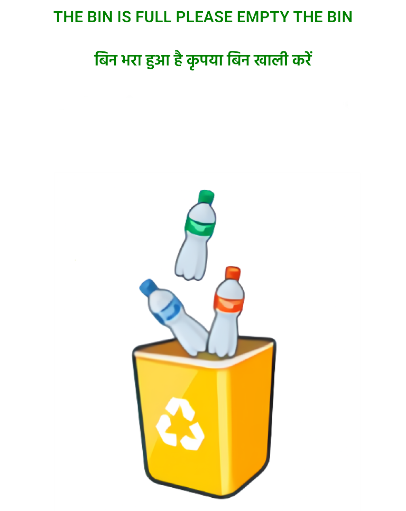 THE BIN IS FULL PLEASE EMPTY THE BIN
बिन भरा हुआ है कृपया बिन खाली करें